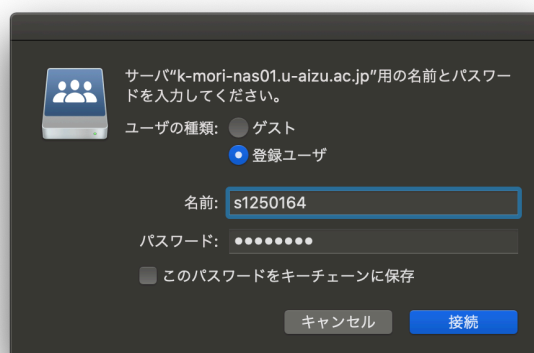 サーバ“k-mori-nas01.u-aizu.ac.jp”用の名前とパスワー
ドを入力してください。
ユーザの種類: ゲスト
登録ユーザ
名前: s1250164
パスワード: ●●●●●●●●
このパスワードをキーチェーンに保存
キャンセル 接続